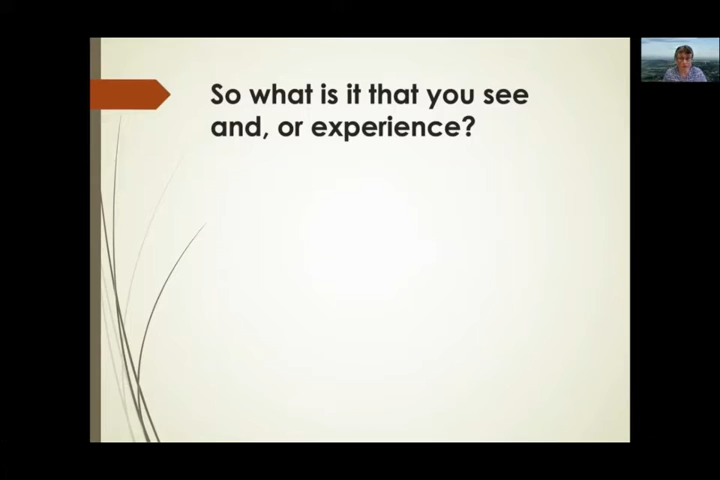 So what is it that you see
and, or experience?